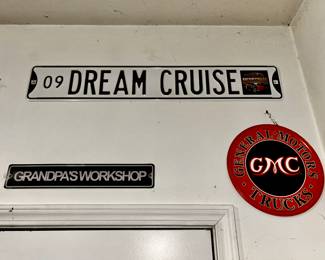 09 DREAM CRUISE
GRANDPA'S WORKSHOP
GENERAL MOTORS
GMC
TRUCKS